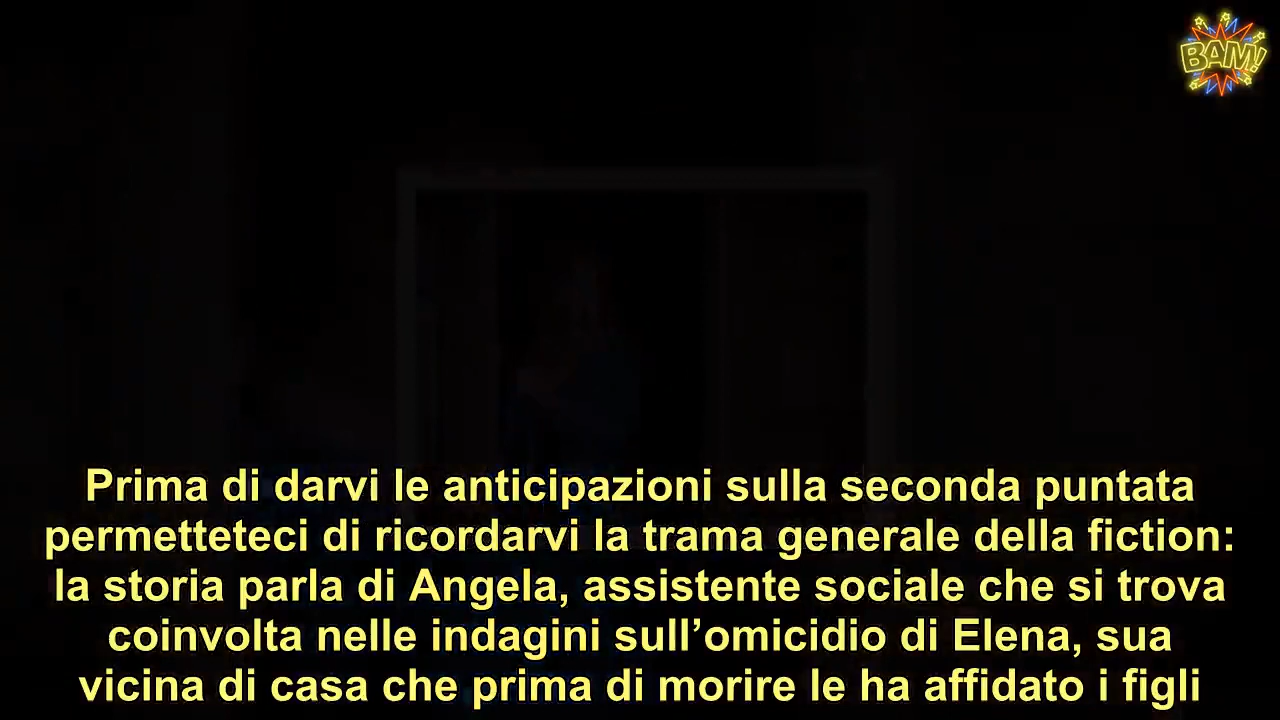 BAM!
Prima di darvi le anticipazioni sulla seconda puntata
permetteteci di ricordarvi la trama generale della fiction:
la storia parla di Angela, assistente sociale che si trova
coinvolta nelle indagini sull’omicidio di Elena, sua
vicina di casa che prima di morire le ha affidato i figli